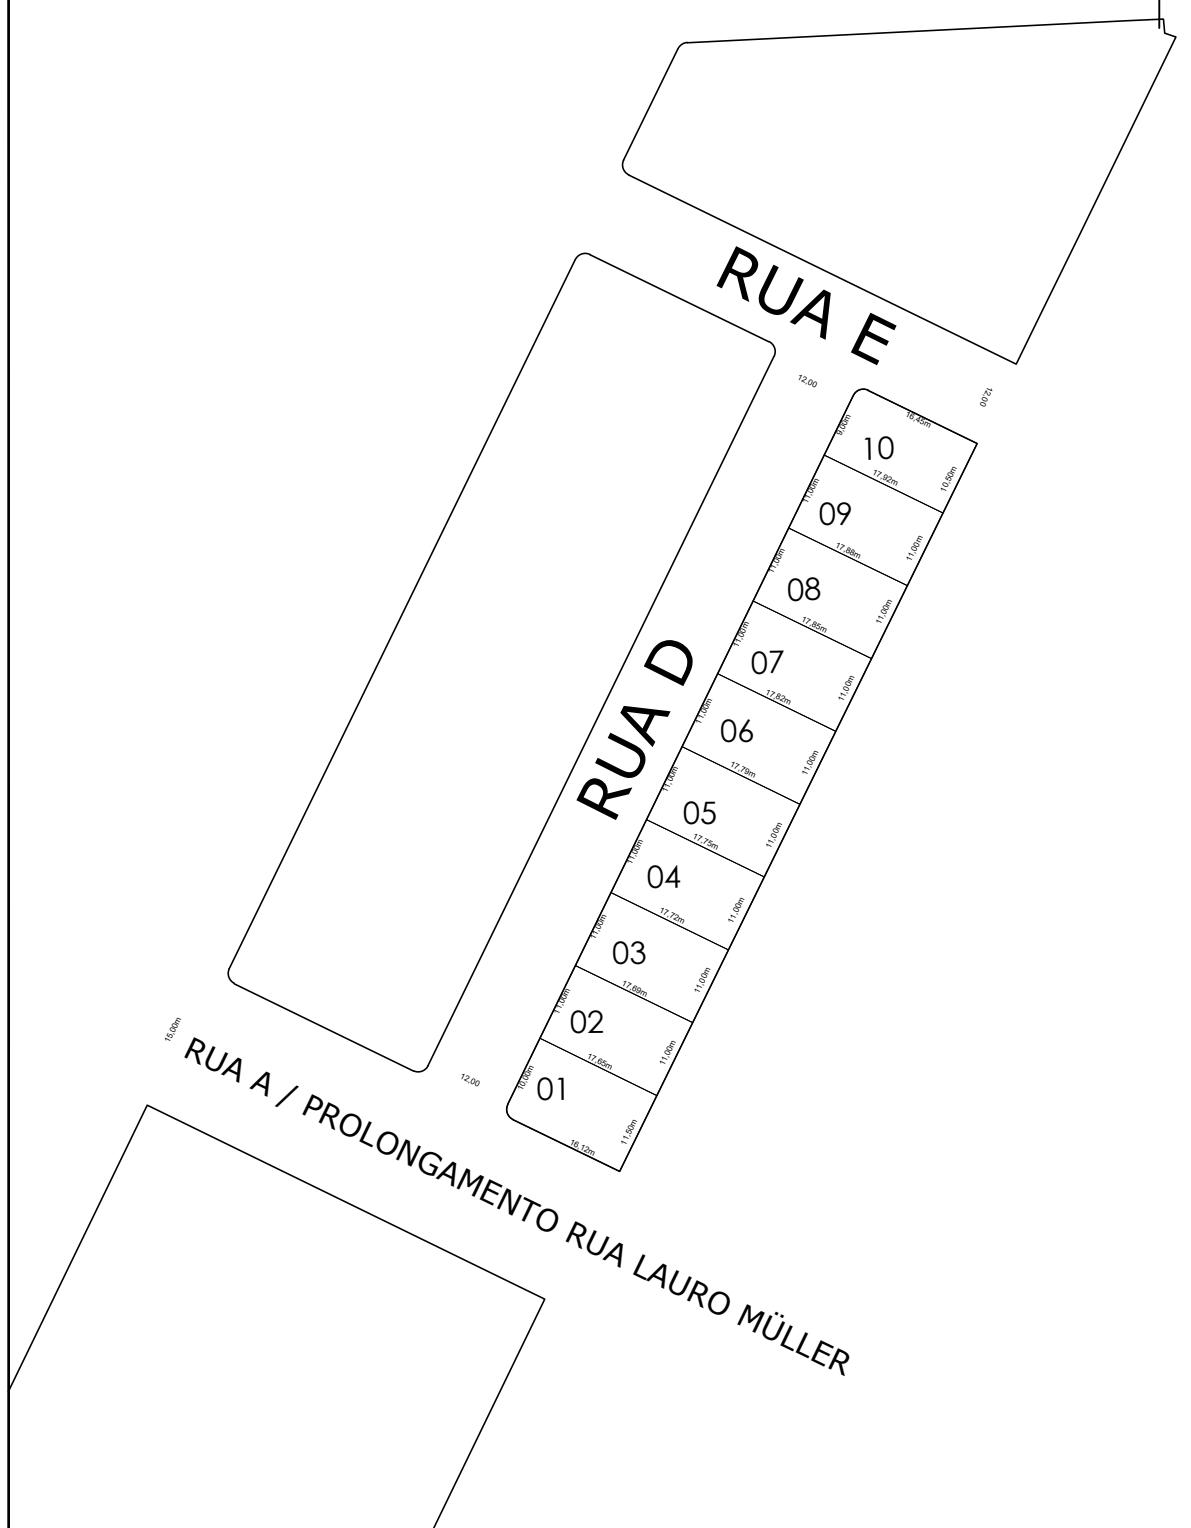 RUA E
12,00
12,00
16,45m
9,00m
10
10,50m
17,92m
11,00m
09
11,00m
17,88m
11,00m
08
11,00m
17,85m
11,00m
07
11,00m
17,82m
11,00m
06
11,00m
17,79m
11,00m
05
11,00m
17,75m
11,00m
04
11,00m
17,72m
11,00m
03
11,00m
17,69m
11,00m
02
11,00m
17,65m
10,00m
01
11,50m
16,12m
RUA D
12,00
15,00m
RUA A / PROLONGAMENTO RUA LAURO MÜLLER